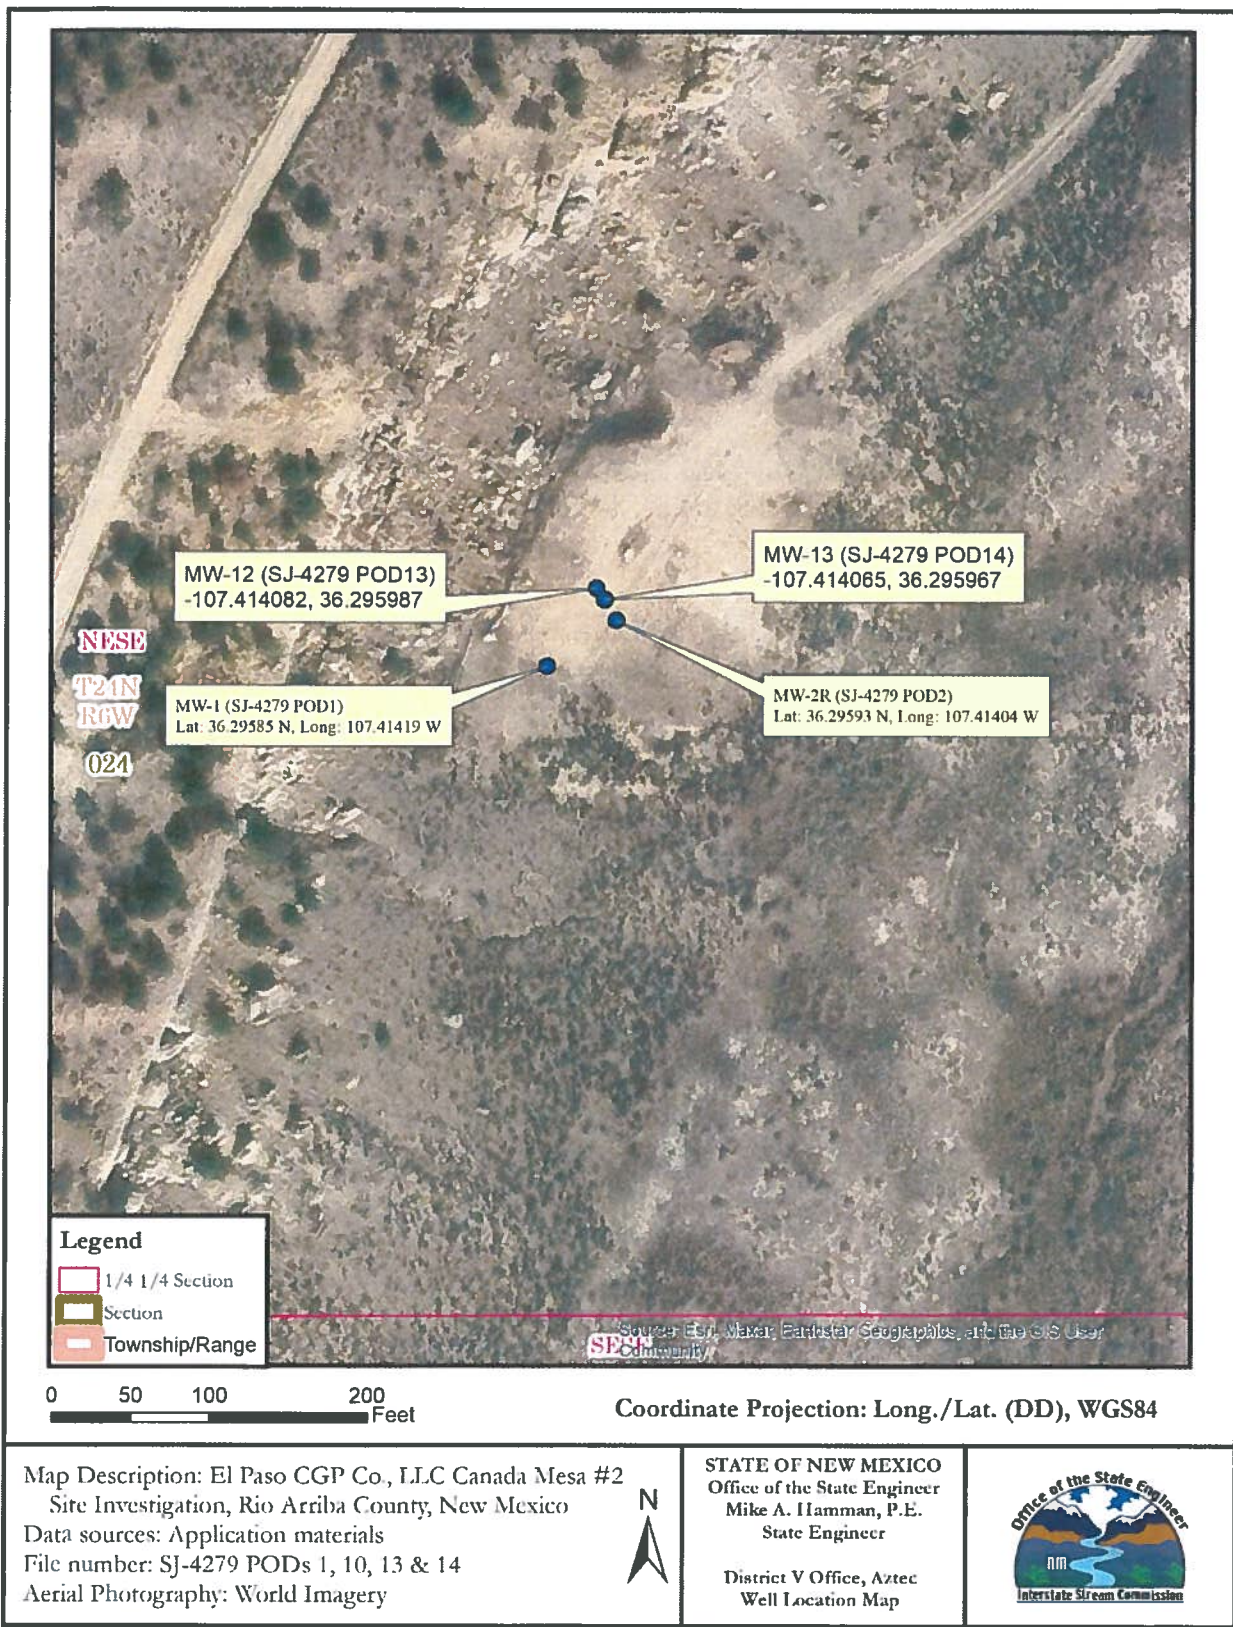 MW-12 (SJ-4279 POD13)
-107.414082, 36.295987
MW-13 (SJ-4279 POD14)
-107.414065, 36.295967
NESE
T24N
R6W
024
MW-1 (SJ-4279 POD1)
Lat: 36.29585 N, Long: 107.41419 W
MW-2R (SJ-4279 POD2)
Lat: 36.29593 N, Long: 107.41404 W
Legend
1/4 1/4 Section
Section
Township/Range
SESE
Source: Esri, Maxar, Earthstar Geographics, and the GIS User
Community
0 50 100 200
Feet
Coordinate Projection: Long./Lat. (DD), WGS84
Map Description: El Paso CGP Co., LLC Canada Mesa #2
Site Investigation, Rio Arriba County, New Mexico
Data sources: Application materials
File number: SJ-4279 PODs 1, 10, 13 & 14
Aerial Photography: World Imagery
N
STATE OF NEW MEXICO
Office of the State Engineer
Mike A. Hamman, P.E.
State Engineer
District V Office, Aztec
Well Location Map
Office of the State Engineer
nm
Interstate Stream Commission